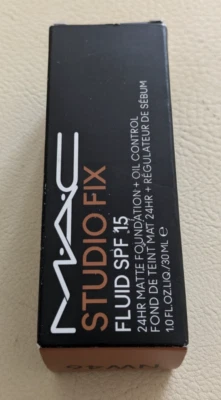 M·A·C
STUDIO FIX
FLUID SPF 15
24HR MATTE FOUNDATION + OIL CONTROL
FOND DE TEINT MAT 24HR + RÉGULATEUR DE SÉBUM
1.0 FL.OZ.LIQ./30 ML ℮